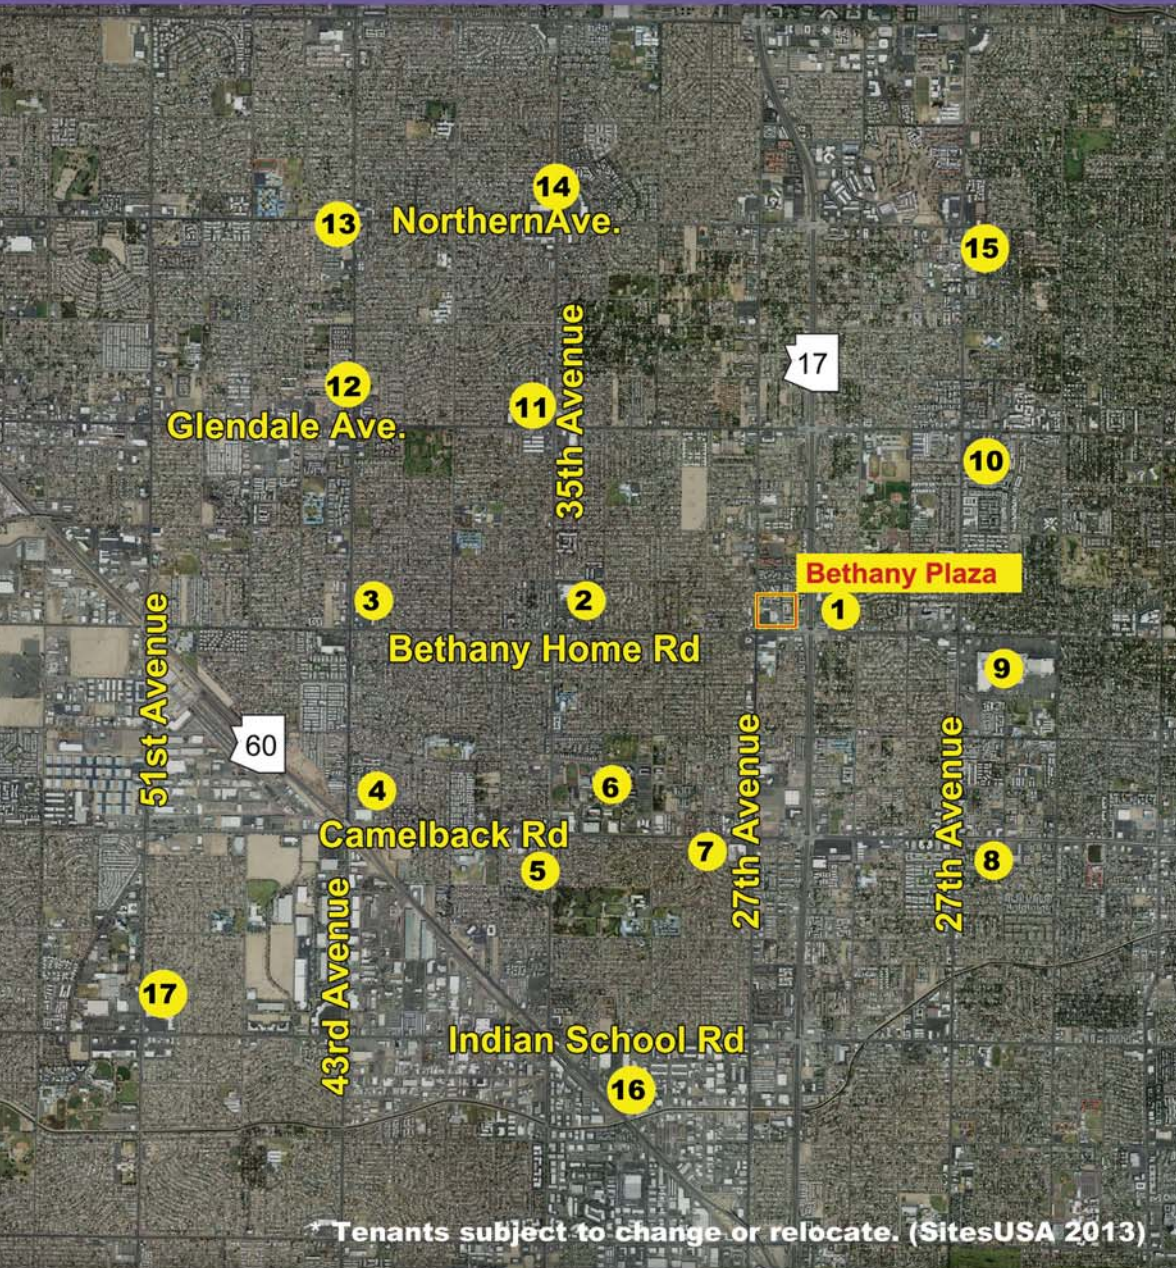 14
NorthernAve.
13
15
35th Avenue
17
12
11
Glendale Ave.
10
Bethany Plaza
3
2
1
Bethany Home Rd
9
51st Avenue
60
27th Avenue
27th Avenue
4
6
Camelback Rd
7
8
5
43rd Avenue
17
Indian School Rd
16
* Tenants subject to change or relocate. (SitesUSA 2013)